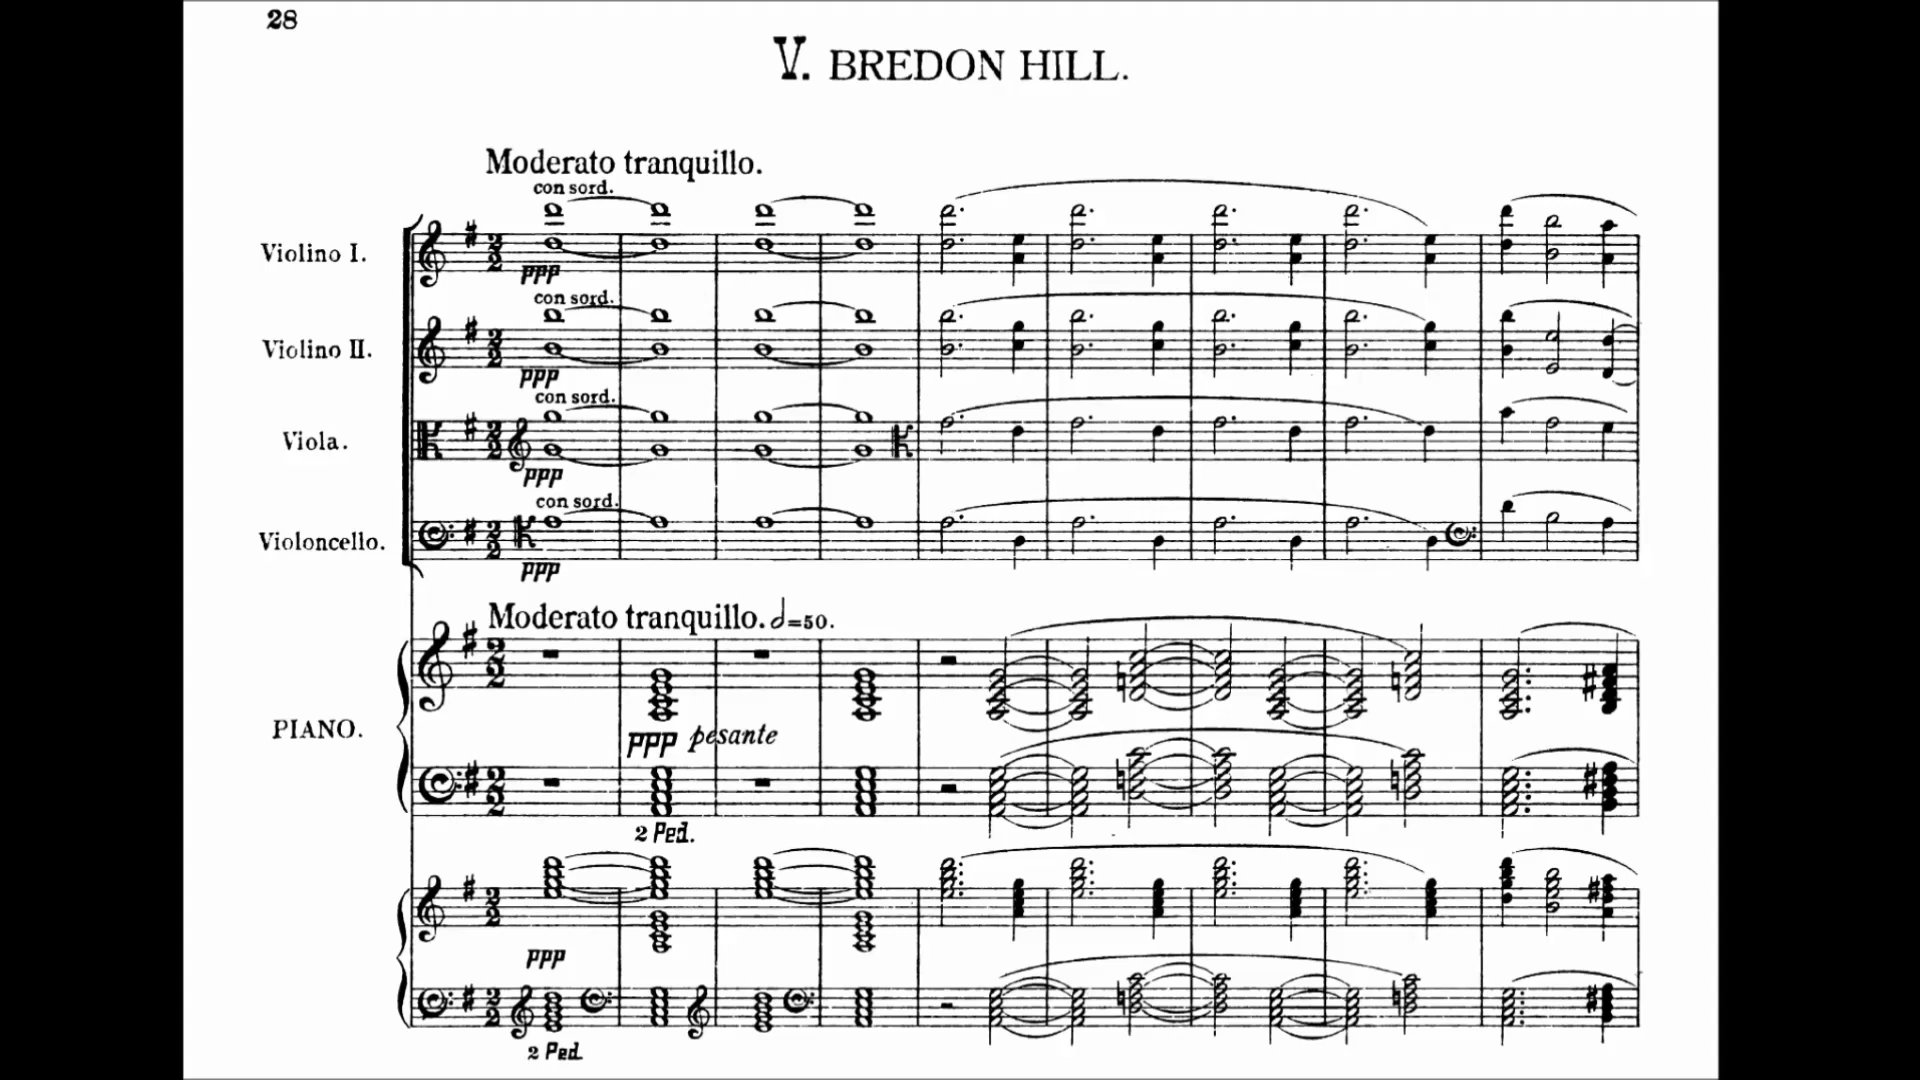 28
V. BREDON HILL.
Moderato tranquillo.
con sord.
Violino I.
ppp
con sord.
Violino II.
ppp
con sord.
Viola.
ppp
con sord.
Violoncello.
ppp
Moderato tranquillo. 𝅗𝅥=50.
PIANO.
ppp pesante
2 Ped.
ppp
2 Ped.